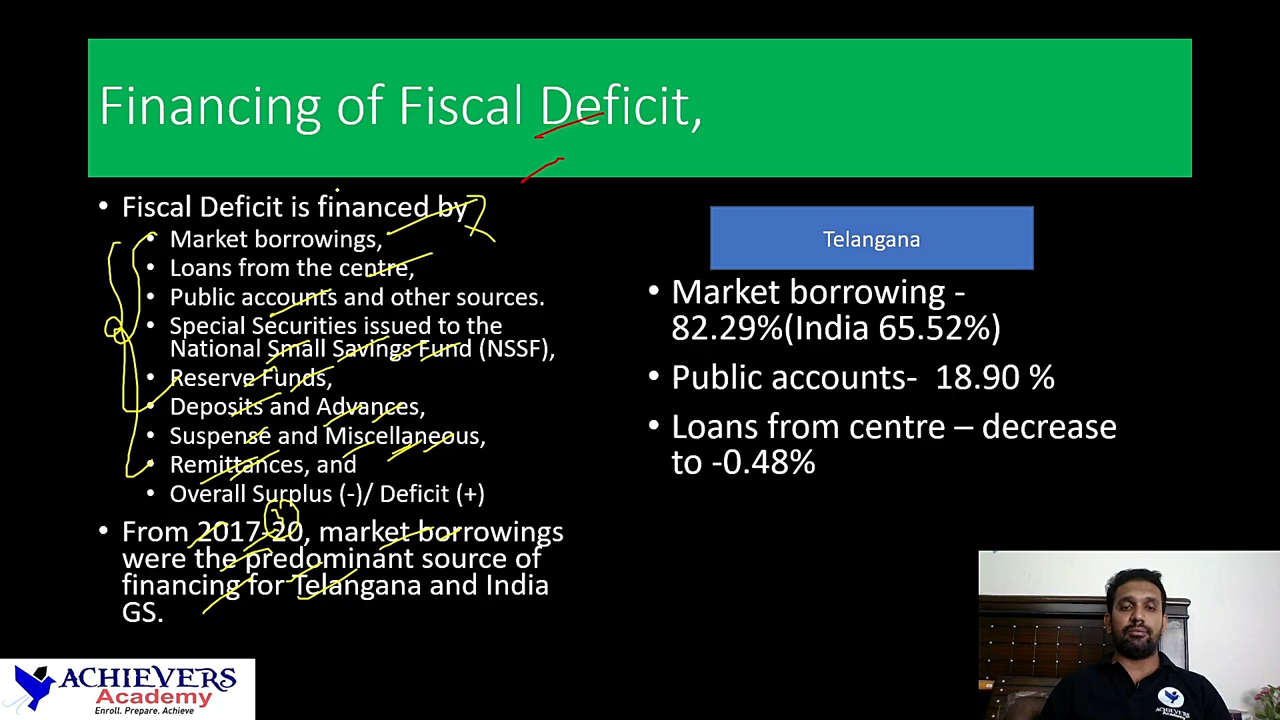 Financing of Fiscal Deficit,
• Fiscal Deficit is financed by
• Market borrowings,
• Loans from the centre,
• Public accounts and other sources.
• Special Securities issued to the
National Small Savings Fund (NSSF),
• Reserve Funds,
• Deposits and Advances,
• Suspense and Miscellaneous,
• Remittances, and
• Overall Surplus (-)/ Deficit (+)
• From 2017-20, market borrowings
were the predominant source of
financing for Telangana and India
GS.
Telangana
• Market borrowing -
82.29%(India 65.52%)
• Public accounts- 18.90 %
• Loans from centre – decrease
to -0.48%
ACHIEVERS
Academy
Enroll. Prepare. Achieve